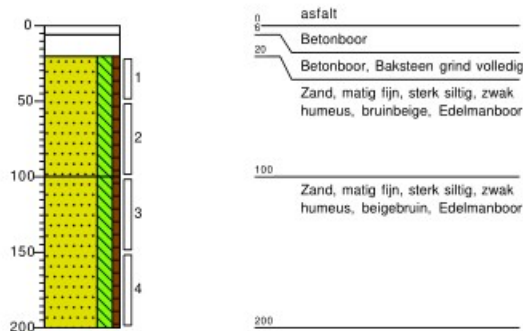 0
50
100
150
200
1
2
3
4
0
asfalt
6
Betonboor
20
Betonboor, Baksteen grind volledig
Zand, matig fijn, sterk siltig, zwak
humeus, bruinbeige, Edelmanboor
100
Zand, matig fijn, sterk siltig, zwak
humeus, beigebruin, Edelmanboor
200